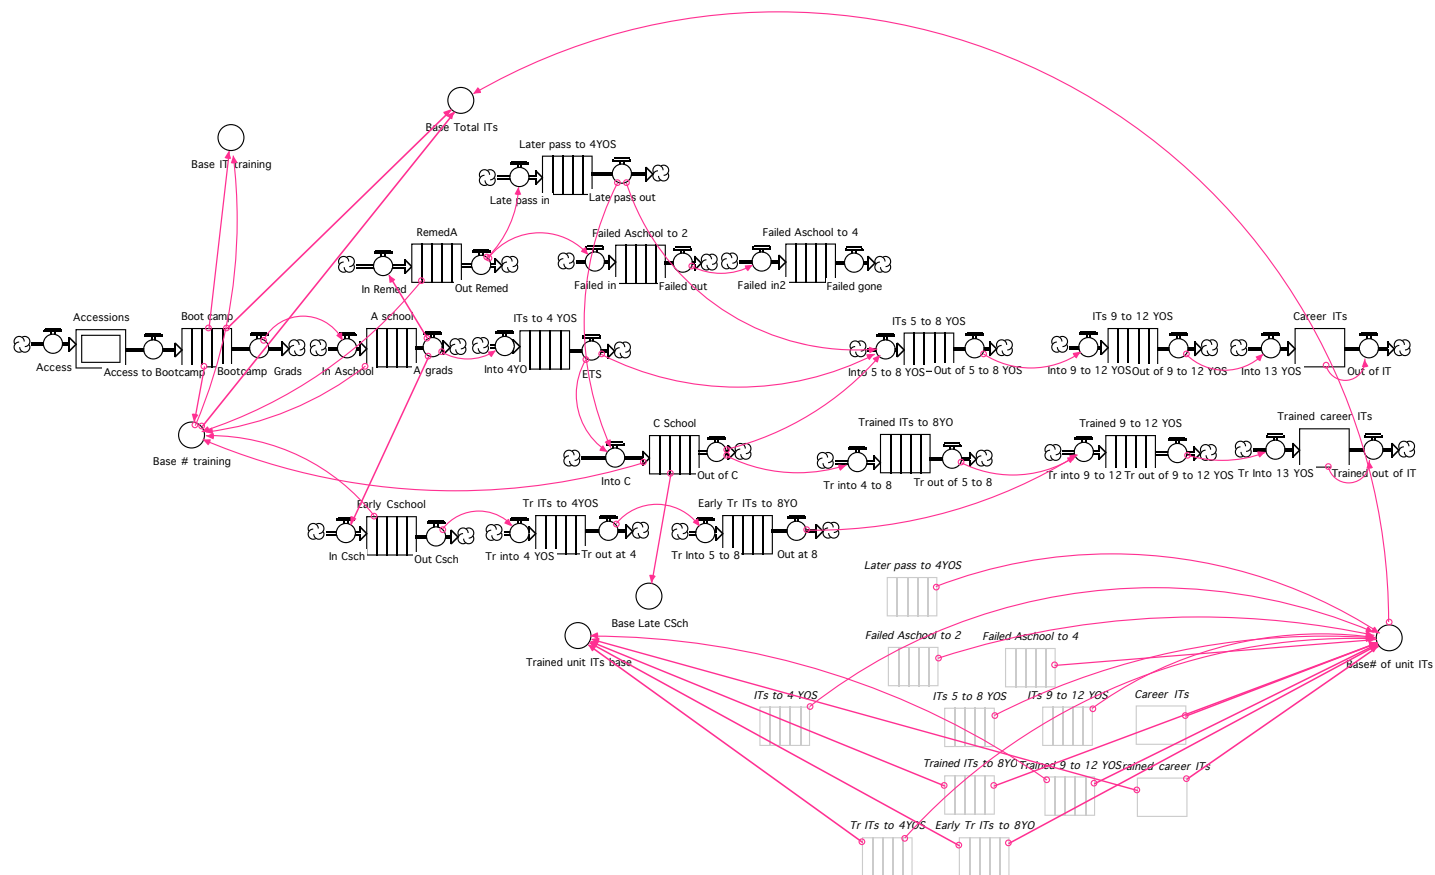 Base Total ITs
Base IT training
Later pass to 4YOS
Late pass in
Late pass out
RemedA
In Remed
Out Remed
Failed Aschool to 2
Failed in
Failed out
Failed Aschool to 4
Failed in2
Failed gone
Accessions
Access
Access to Bootcamp
Boot camp
Bootcamp Grads
A school
In Aschool
A grads
ITs to 4 YOS
Into 4YO
ETS
ITs 5 to 8 YOS
Into 5 to 8 YOS
Out of 5 to 8 YOS
ITs 9 to 12 YOS
Into 9 to 12 YOS
Out of 9 to 12 YOS
Career ITs
Into 13 YOS
Out of IT
Base # training
C School
Into C
Out of C
Trained ITs to 8YO
Tr into 4 to 8
Tr out of 5 to 8
Trained 9 to 12 YOS
Tr into 9 to 12
Tr out of 9 to 12 YOS
Trained career ITs
Tr Into 13 YOS
Trained out of IT
Early Cschool
In Csch
Out Csch
Tr ITs to 4YOS
Tr into 4 YOS
Tr out at 4
Early Tr ITs to 8YO
Tr Into 5 to 8
Out at 8
Base Late CSch
Trained unit ITs base
Base# of unit ITs
Later pass to 4YOS
Failed Aschool to 2
Failed Aschool to 4
ITs to 4 YOS
ITs 5 to 8 YOS
ITs 9 to 12 YOS
Career ITs
Trained ITs to 8YO
Trained 9 to 12 YOS
rained career ITs
Tr ITs to 4YOS
Early Tr ITs to 8YO